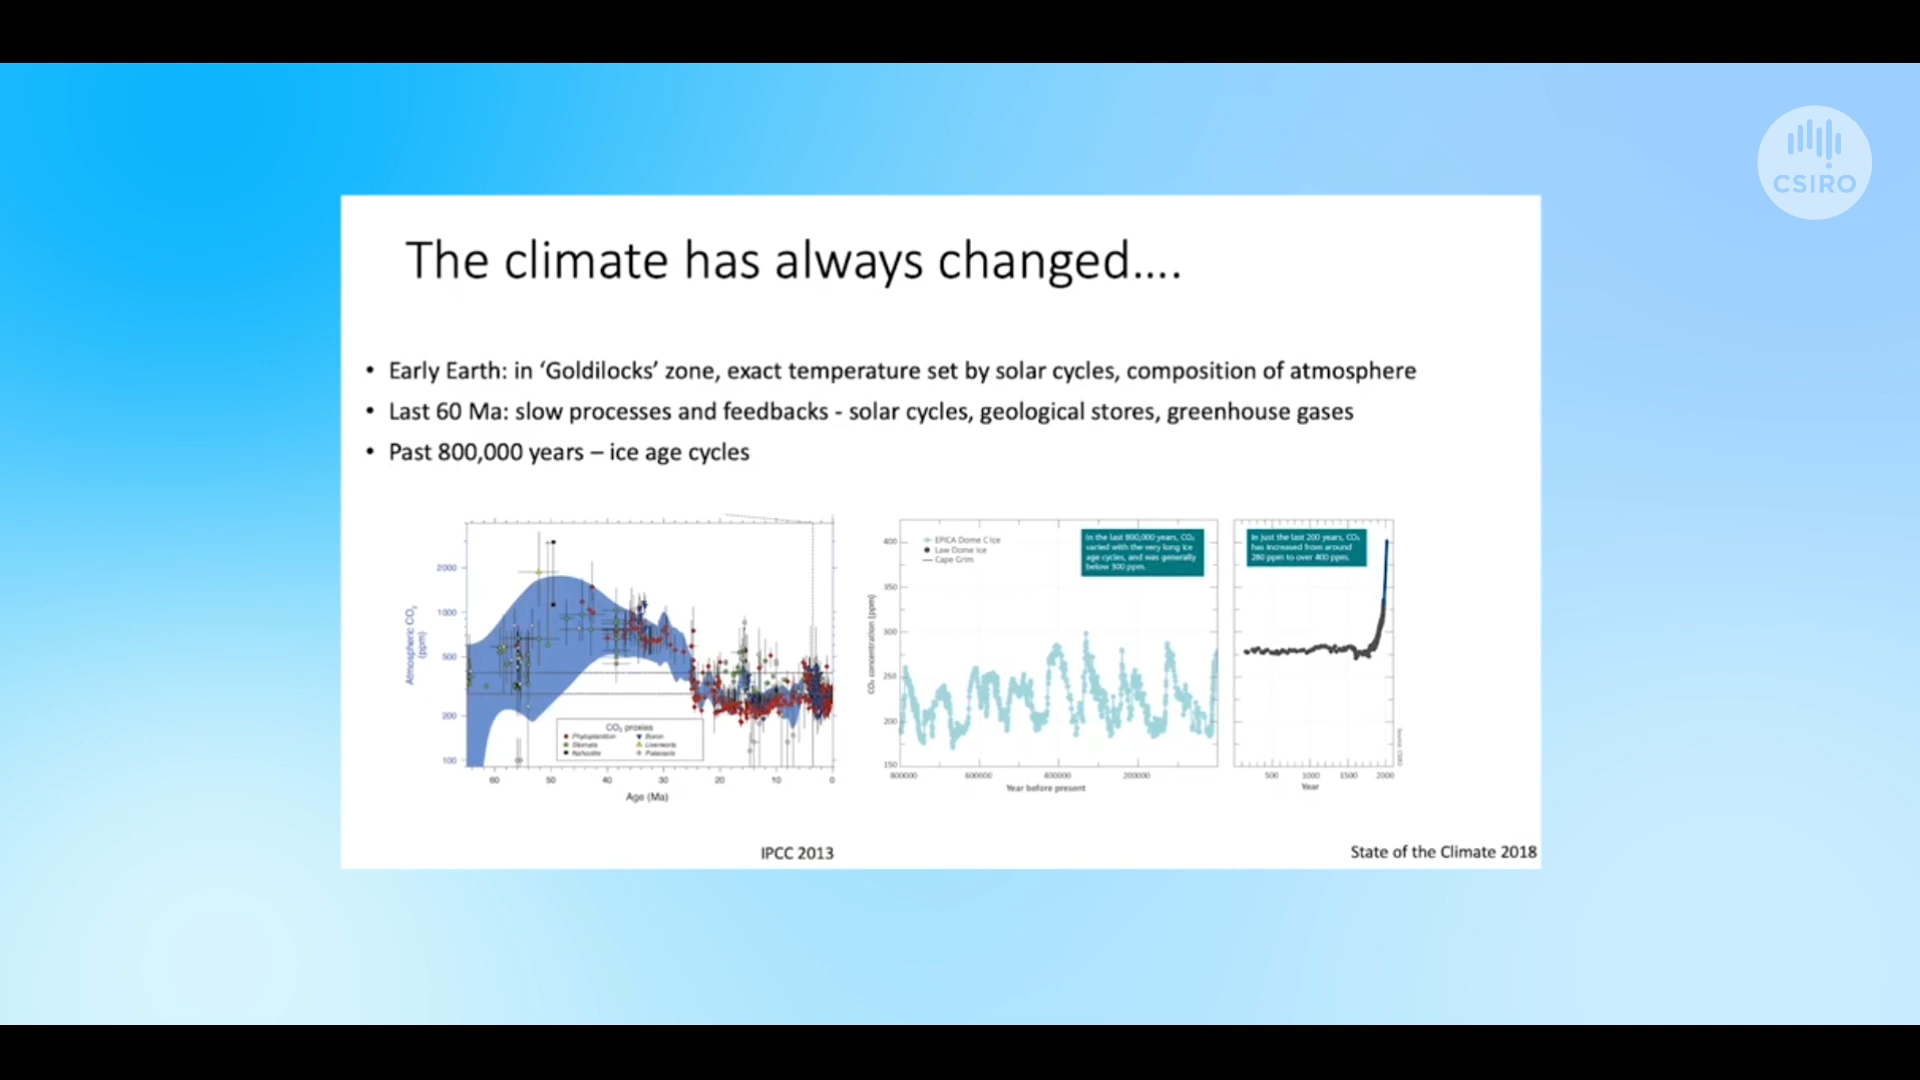 CSIRO
The climate has always changed....
• Early Earth: in ‘Goldilocks’ zone, exact temperature set by solar cycles, composition of atmosphere
• Last 60 Ma: slow processes and feedbacks - solar cycles, geological stores, greenhouse gases
• Past 800,000 years – ice age cycles
Atmospheric CO₂
(ppm)
2000
1000
500
200
100
CO₂ proxies
Phytoplankton
Boron
Stomata
Liverworts
Nahcolite
Paleosols
60 50 40 30 20 10 0
Age (Ma)
IPCC 2013
CO₂ concentration (ppm)
400
350
300
250
200
150
EPICA Dome C Ice
Law Dome Ice
Cape Grim
In the last 800,000 years, CO₂
varied with the very long ice
age cycles, and was generally
below 300 ppm.
800000 600000 400000 200000
Year before present
In just the last 200 years, CO₂
has increased from around
280 ppm to over 400 ppm.
500 1000 1500 2000
Year
State of the Climate 2018